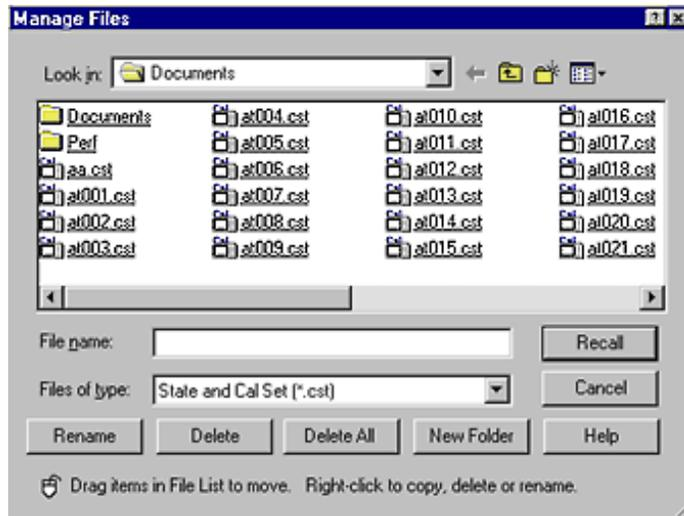 Manage Files
Look in: Documents
Documents at004.cst at010.cst at016.cst
Perf at005.cst at011.cst at017.cst
aa.cst at006.cst at012.cst at018.cst
at001.cst at007.cst at013.cst at019.cst
at002.cst at008.cst at014.cst at020.cst
at003.cst at009.cst at015.cst at021.cst
File name: Recall
Files of type: State and Cal Set (*.cst) Cancel
Rename Delete Delete All New Folder Help
Drag items in File List to move. Right-click to copy, delete or rename.